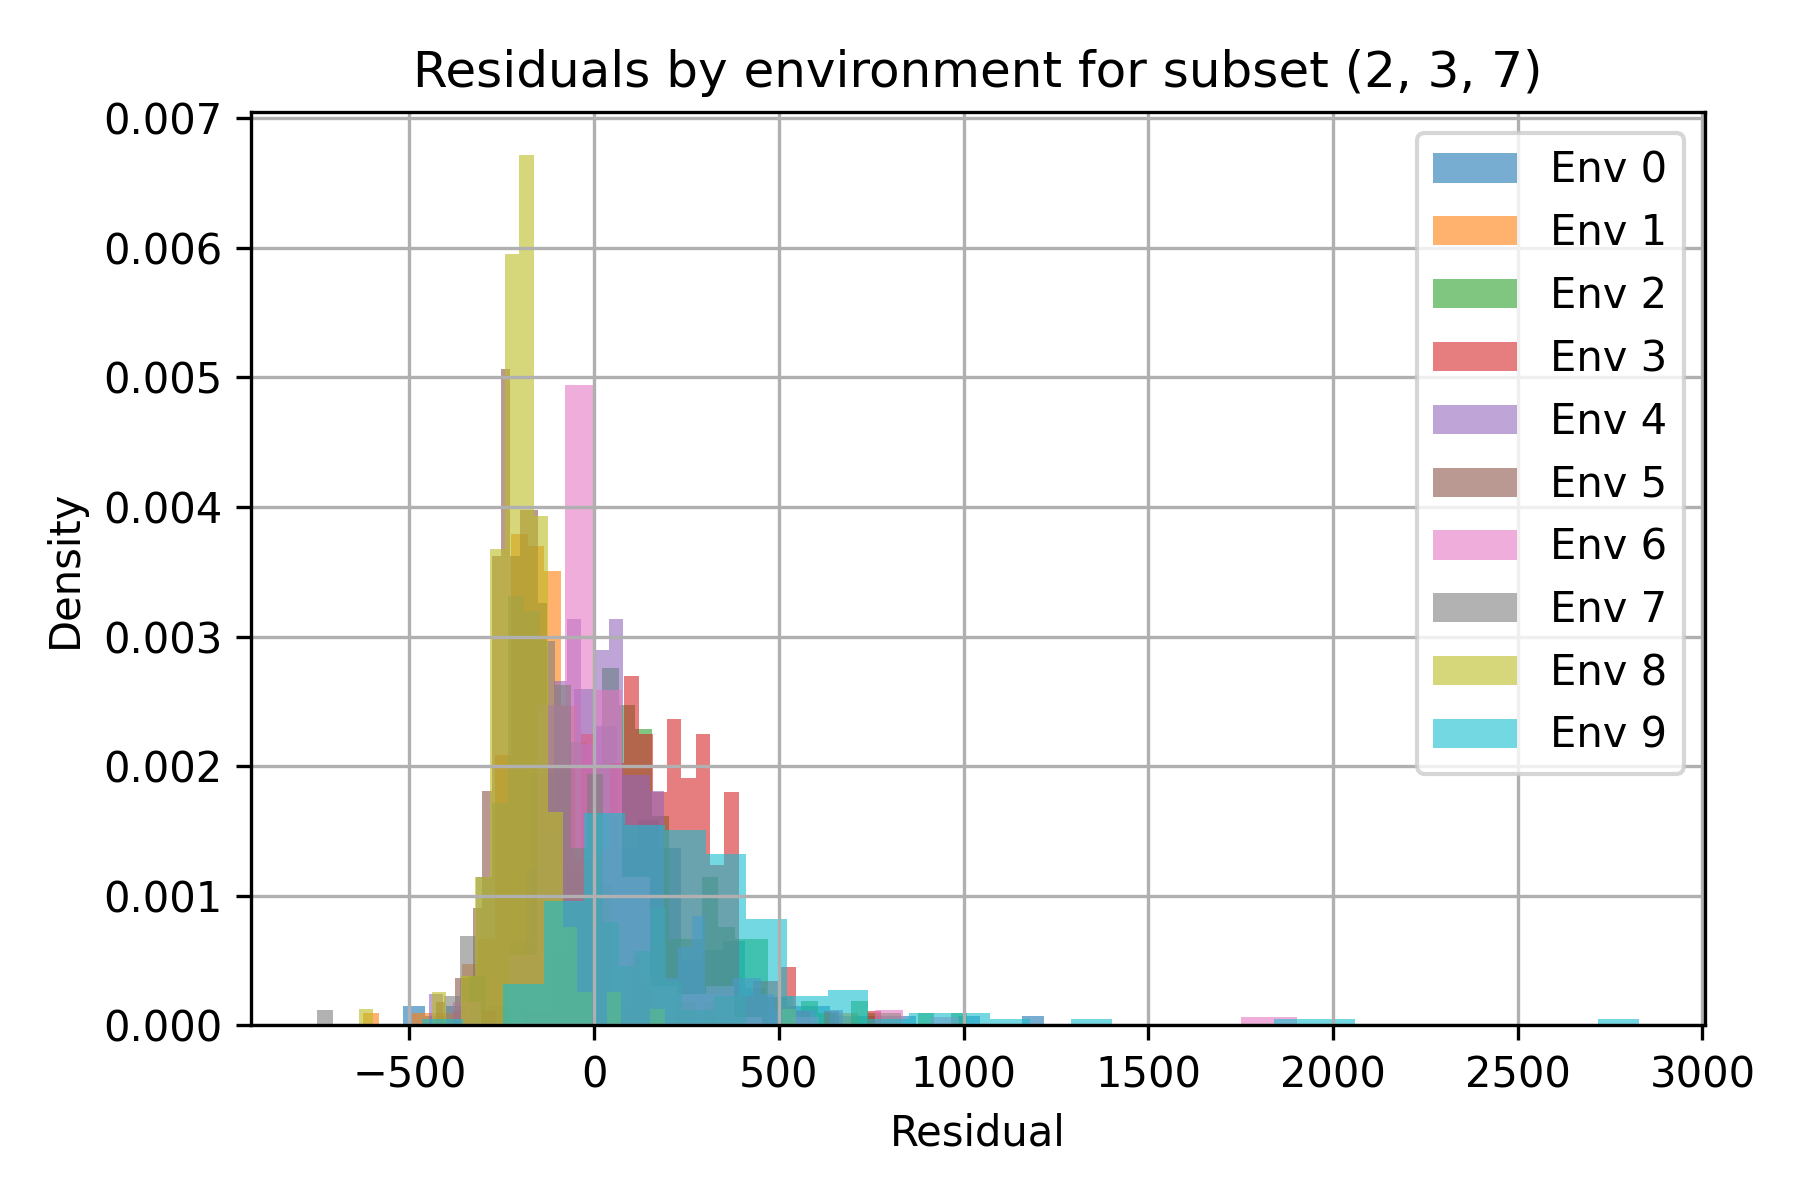 Residuals by environment for subset (2, 3, 7)
0.007
0.006
0.005
0.004
0.003
0.002
0.001
0.000
Density
−500
0
500
1000
1500
2000
2500
3000
Residual
Env 0
Env 1
Env 2
Env 3
Env 4
Env 5
Env 6
Env 7
Env 8
Env 9